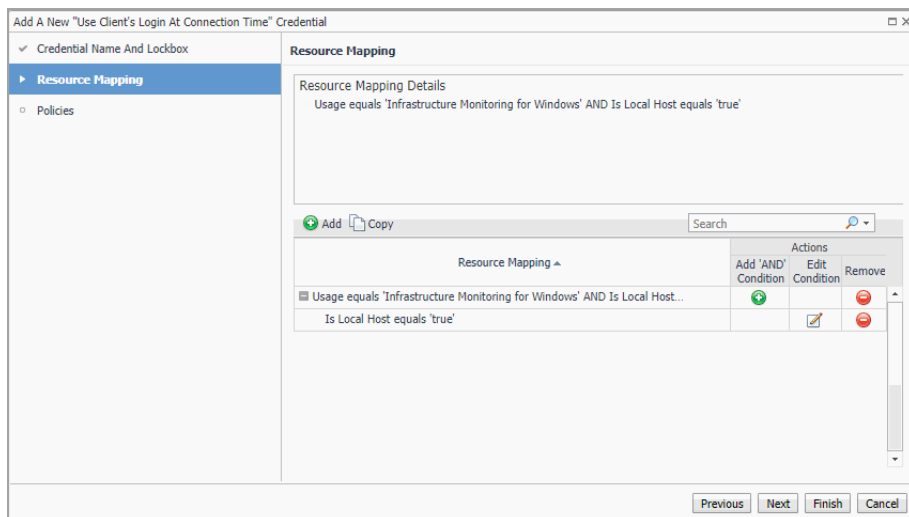 Add A New "Use Client's Login At Connection Time" Credential
Credential Name And Lockbox
Resource Mapping
Policies
Resource Mapping
Resource Mapping Details
Usage equals 'Infrastructure Monitoring for Windows' AND Is Local Host equals 'true'
Add Copy Search
Resource Mapping
Actions
Add 'AND' Condition
Edit Condition
Remove
Usage equals 'Infrastructure Monitoring for Windows' AND Is Local Host...
Is Local Host equals 'true'
Previous Next Finish Cancel